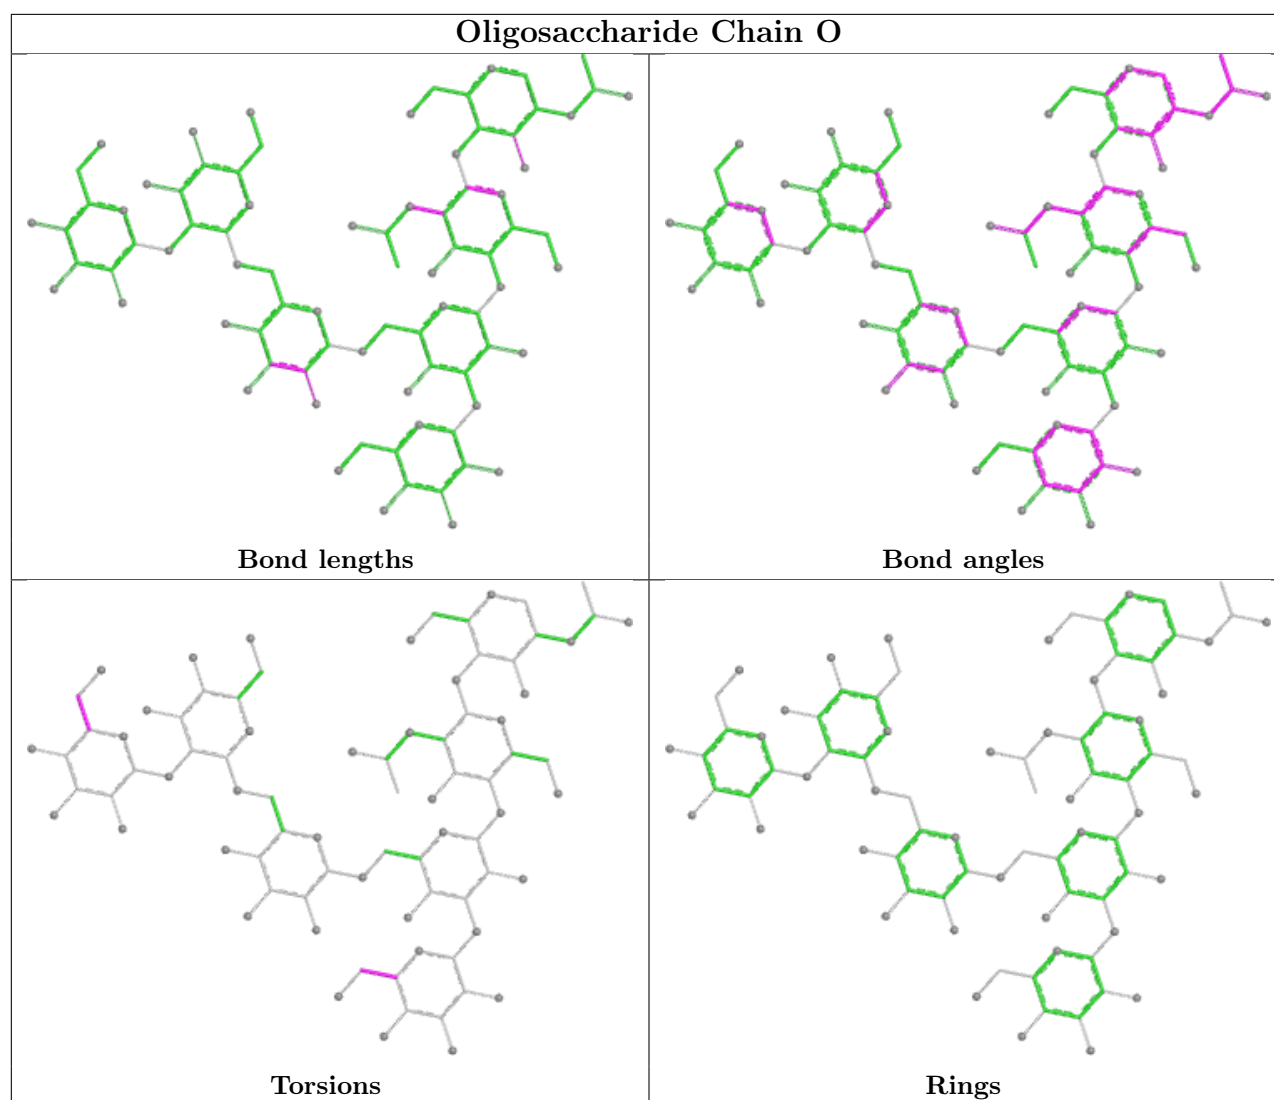 Oligosaccharide Chain O
Bond lengths
Bond angles
Torsions
Rings